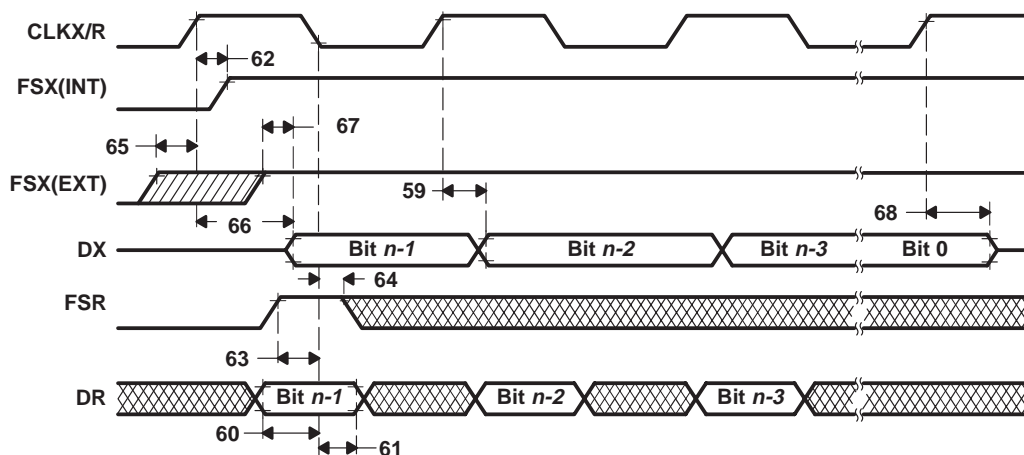 CLKX/R
62
FSX(INT)
67
65
FSX(EXT)
59
66
68
DX
Bit n-1
Bit n-2
Bit n-3
Bit 0
64
FSR
63
DR
Bit n-1
Bit n-2
Bit n-3
60
61